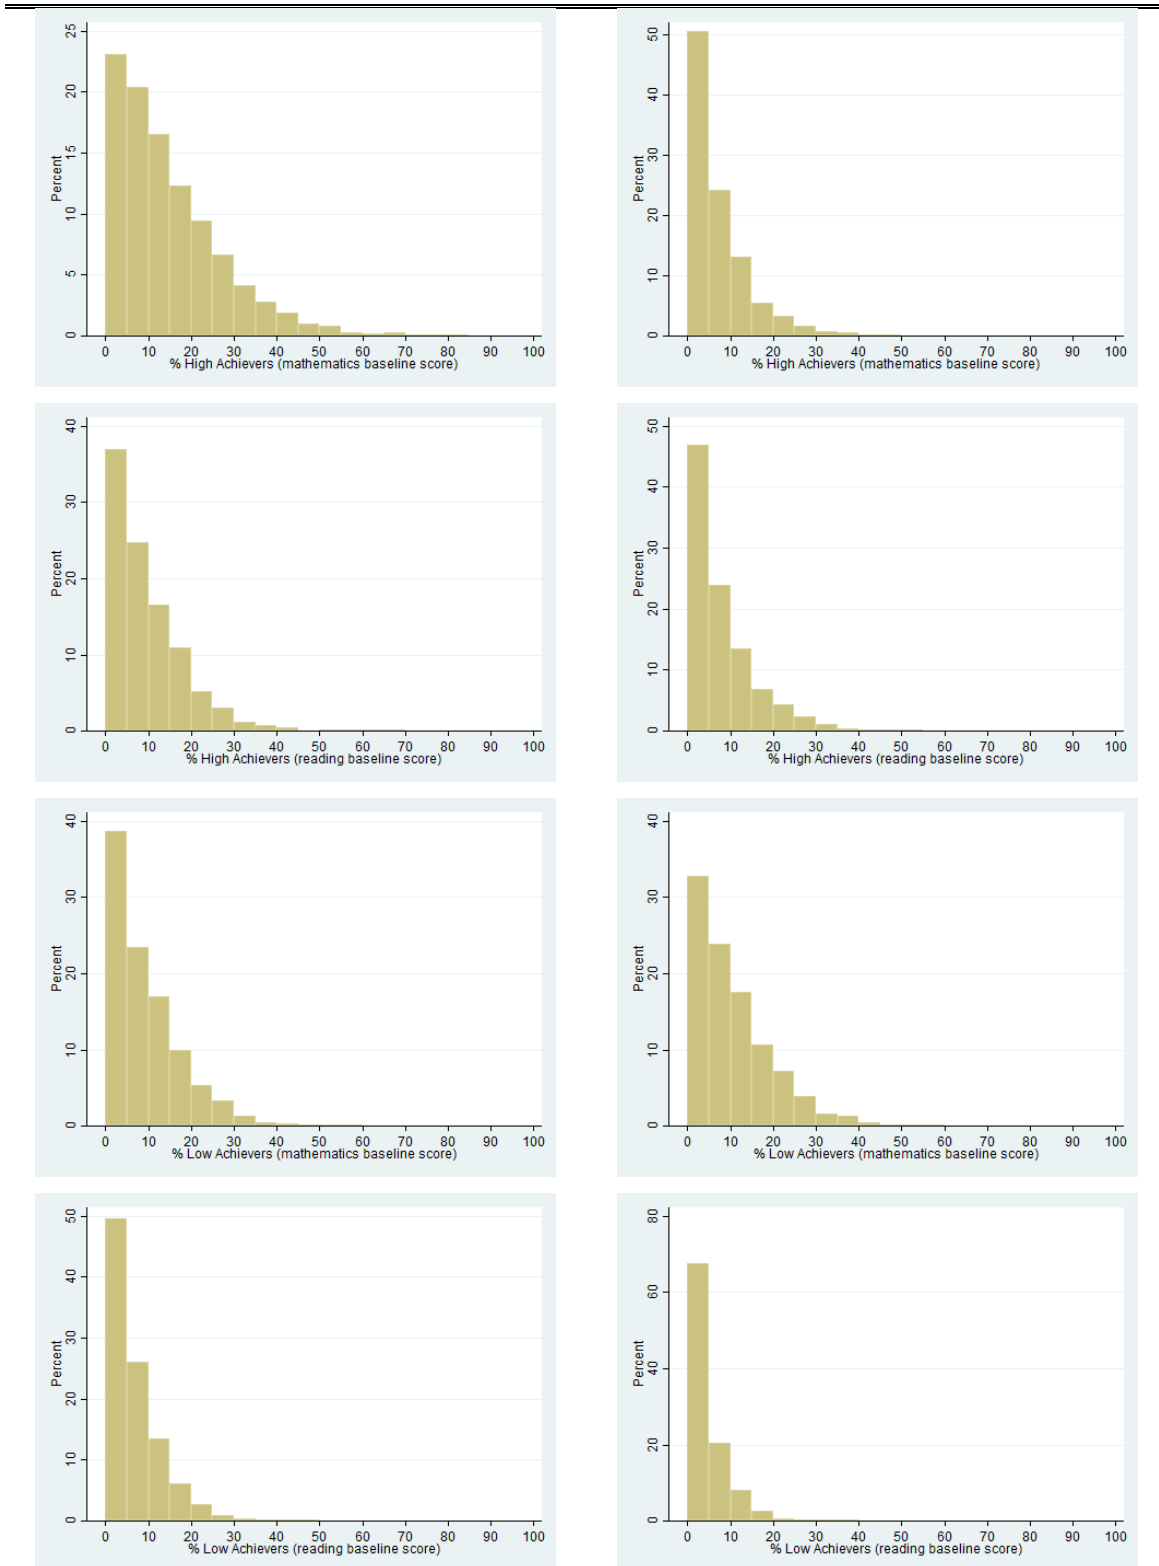 25
20
15
10
5
0
Percent
0 10 20 30 40 50 60 70 80 90 100
% High Achievers (mathematics baseline score)
50
40
30
20
10
0
Percent
0 10 20 30 40 50 60 70 80 90 100
% High Achievers (mathematics baseline score)
40
30
20
10
0
Percent
0 10 20 30 40 50 60 70 80 90 100
% High Achievers (reading baseline score)
50
40
30
20
10
0
Percent
0 10 20 30 40 50 60 70 80 90 100
% High Achievers (reading baseline score)
40
30
20
10
0
Percent
0 10 20 30 40 50 60 70 80 90 100
% Low Achievers (mathematics baseline score)
40
30
20
10
0
Percent
0 10 20 30 40 50 60 70 80 90 100
% Low Achievers (mathematics baseline score)
50
40
30
20
10
0
Percent
0 10 20 30 40 50 60 70 80 90 100
% Low Achievers (reading baseline score)
80
60
40
20
0
Percent
0 10 20 30 40 50 60 70 80 90 100
% Low Achievers (reading baseline score)